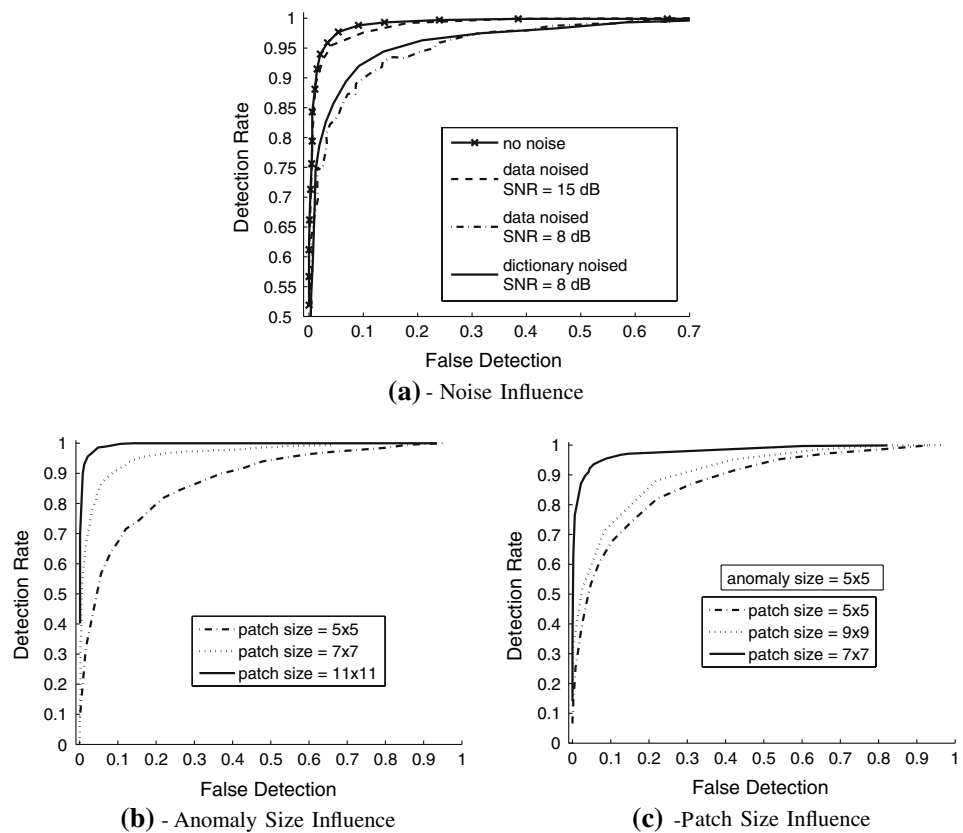 1
0.95
0.9
0.85
0.8
0.75
0.7
0.65
0.6
0.55
0.5
Detection Rate
no noise
data noised
SNR = 15 dB
data noised
SNR = 8 dB
dictionary noised
SNR = 8 dB
0 0.1 0.2 0.3 0.4 0.5 0.6 0.7
False Detection
(a) - Noise Influence
1
0.9
0.8
0.7
0.6
0.5
0.4
0.3
0.2
0.1
0
Detection Rate
patch size = 5x5
patch size = 7x7
patch size = 11x11
0 0.1 0.2 0.3 0.4 0.5 0.6 0.7 0.8 0.9 1
False Detection
(b) - Anomaly Size Influence
1
0.9
0.8
0.7
0.6
0.5
0.4
0.3
0.2
0.1
0
Detection Rate
anomaly size = 5x5
patch size = 5x5
patch size = 9x9
patch size = 7x7
0 0.1 0.2 0.3 0.4 0.5 0.6 0.7 0.8 0.9 1
False Detection
(c) -Patch Size Influence